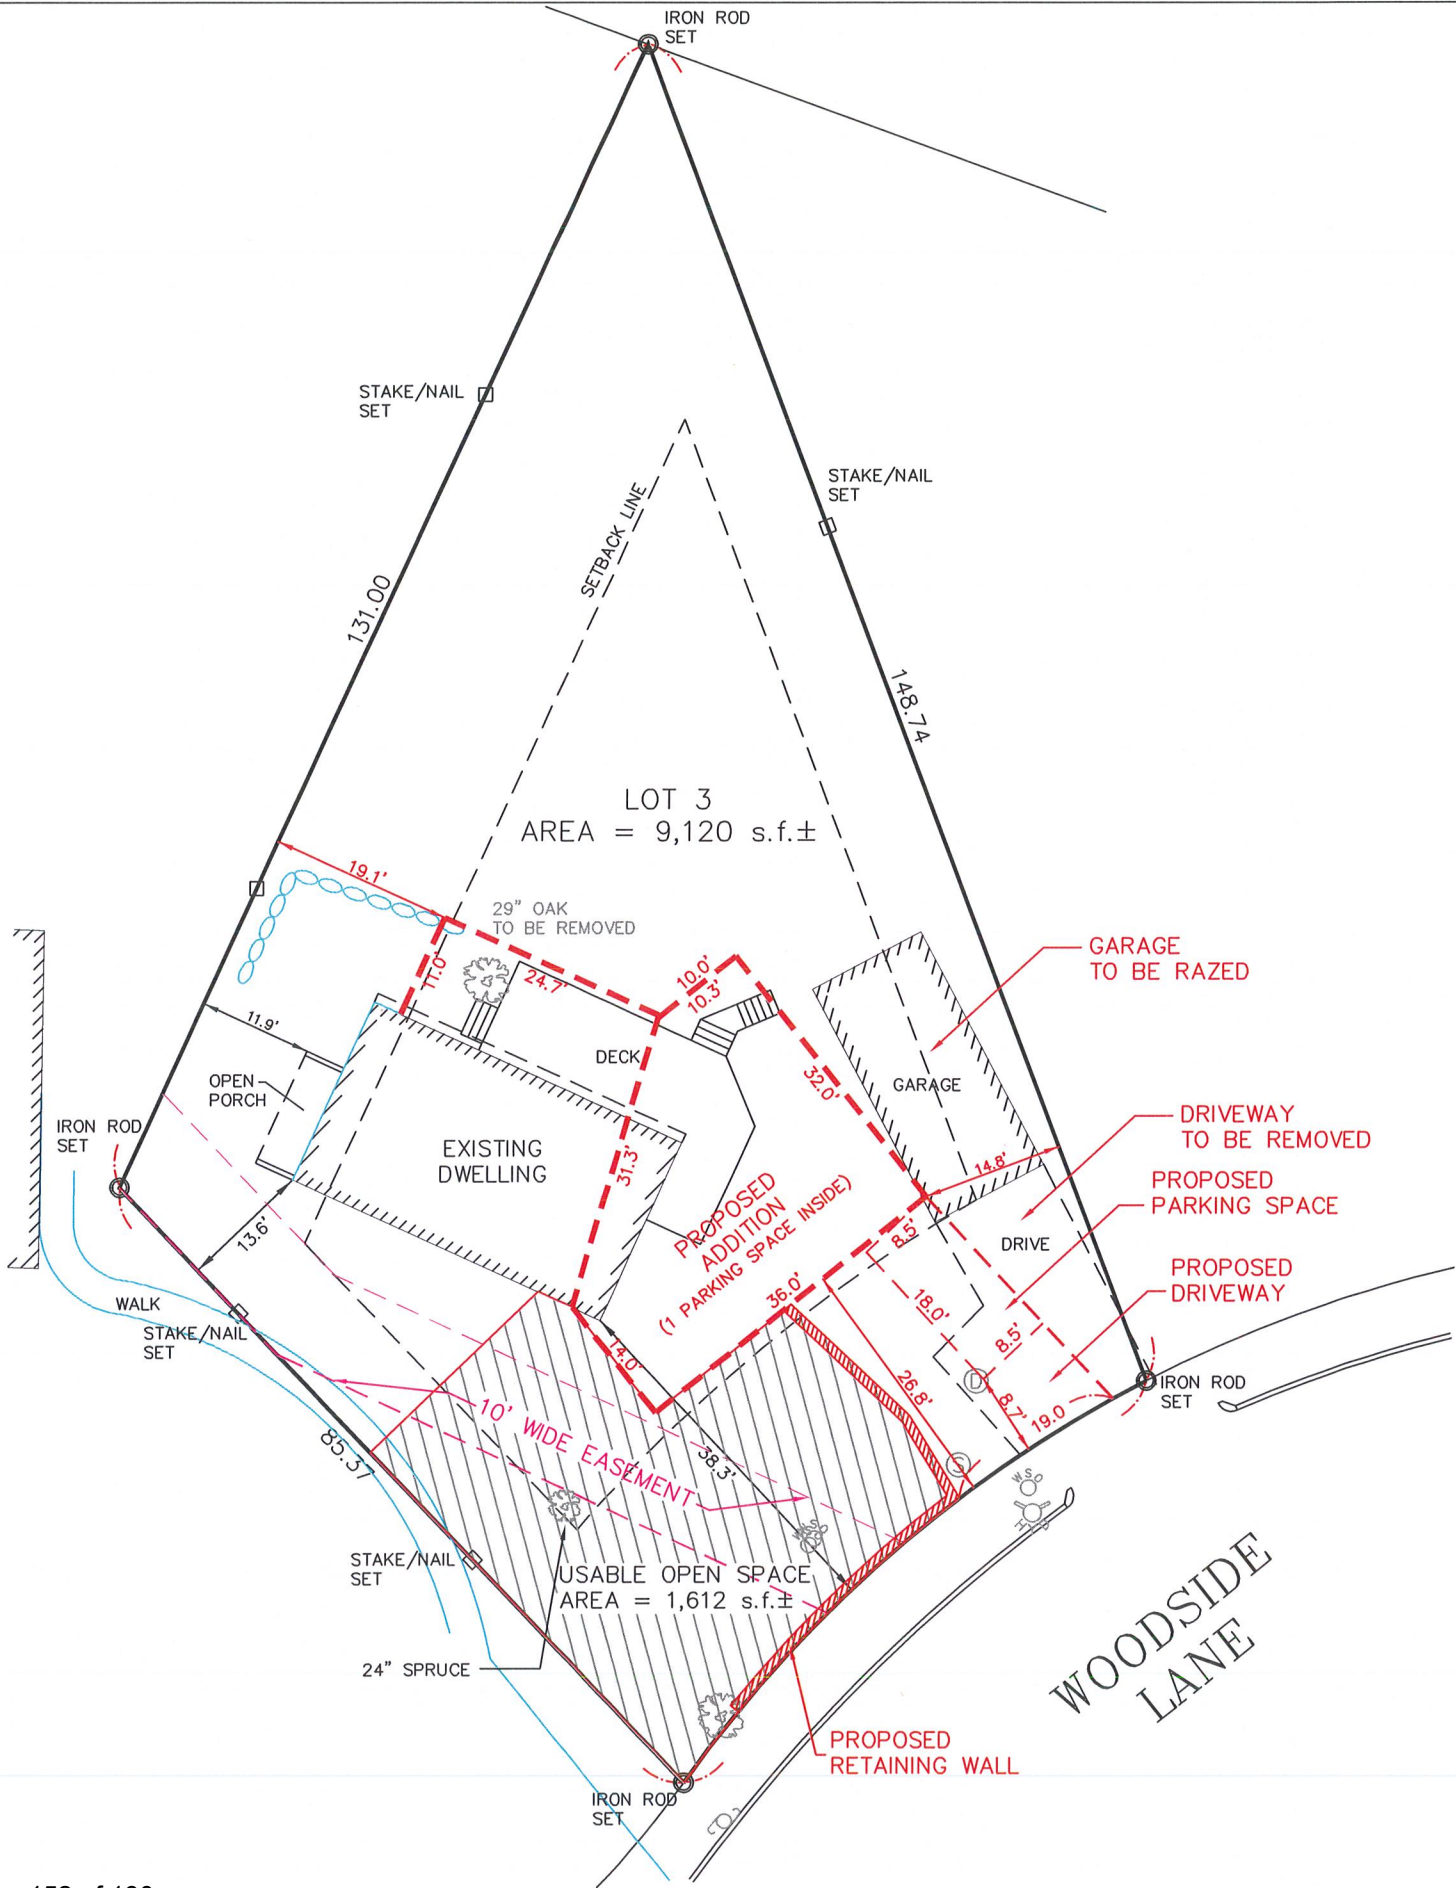 IRON ROD
SET
STAKE/NAIL
SET
STAKE/NAIL
SET
SETBACK LINE
131.00
148.74
LOT 3
AREA = 9,120 s.f.±
19.1'
29" OAK
TO BE REMOVED
GARAGE
TO BE RAZED
11.0'
24.7'
10.0'
10.3'
11.9'
DECK
32.0'
GARAGE
OPEN
PORCH
DRIVEWAY
TO BE REMOVED
IRON ROD
SET
EXISTING
DWELLING
31.3'
14.8'
PROPOSED
PARKING SPACE
PROPOSED
ADDITION
(1 PARKING SPACE INSIDE)
13.6'
8.5'
DRIVE
PROPOSED
DRIVEWAY
36.0'
18.0'
WALK
STAKE/NAIL
SET
14.0'
8.5'
26.8'
D
IRON ROD
SET
8.7'
19.0
10' WIDE EASEMENT
85.37
38.3'
S
WSO
H
WSO
STAKE/NAIL
SET
USABLE OPEN SPACE
AREA = 1,612 s.f.±
WOODSIDE
LANE
24" SPRUCE
PROPOSED
RETAINING WALL
IRON ROD
SET